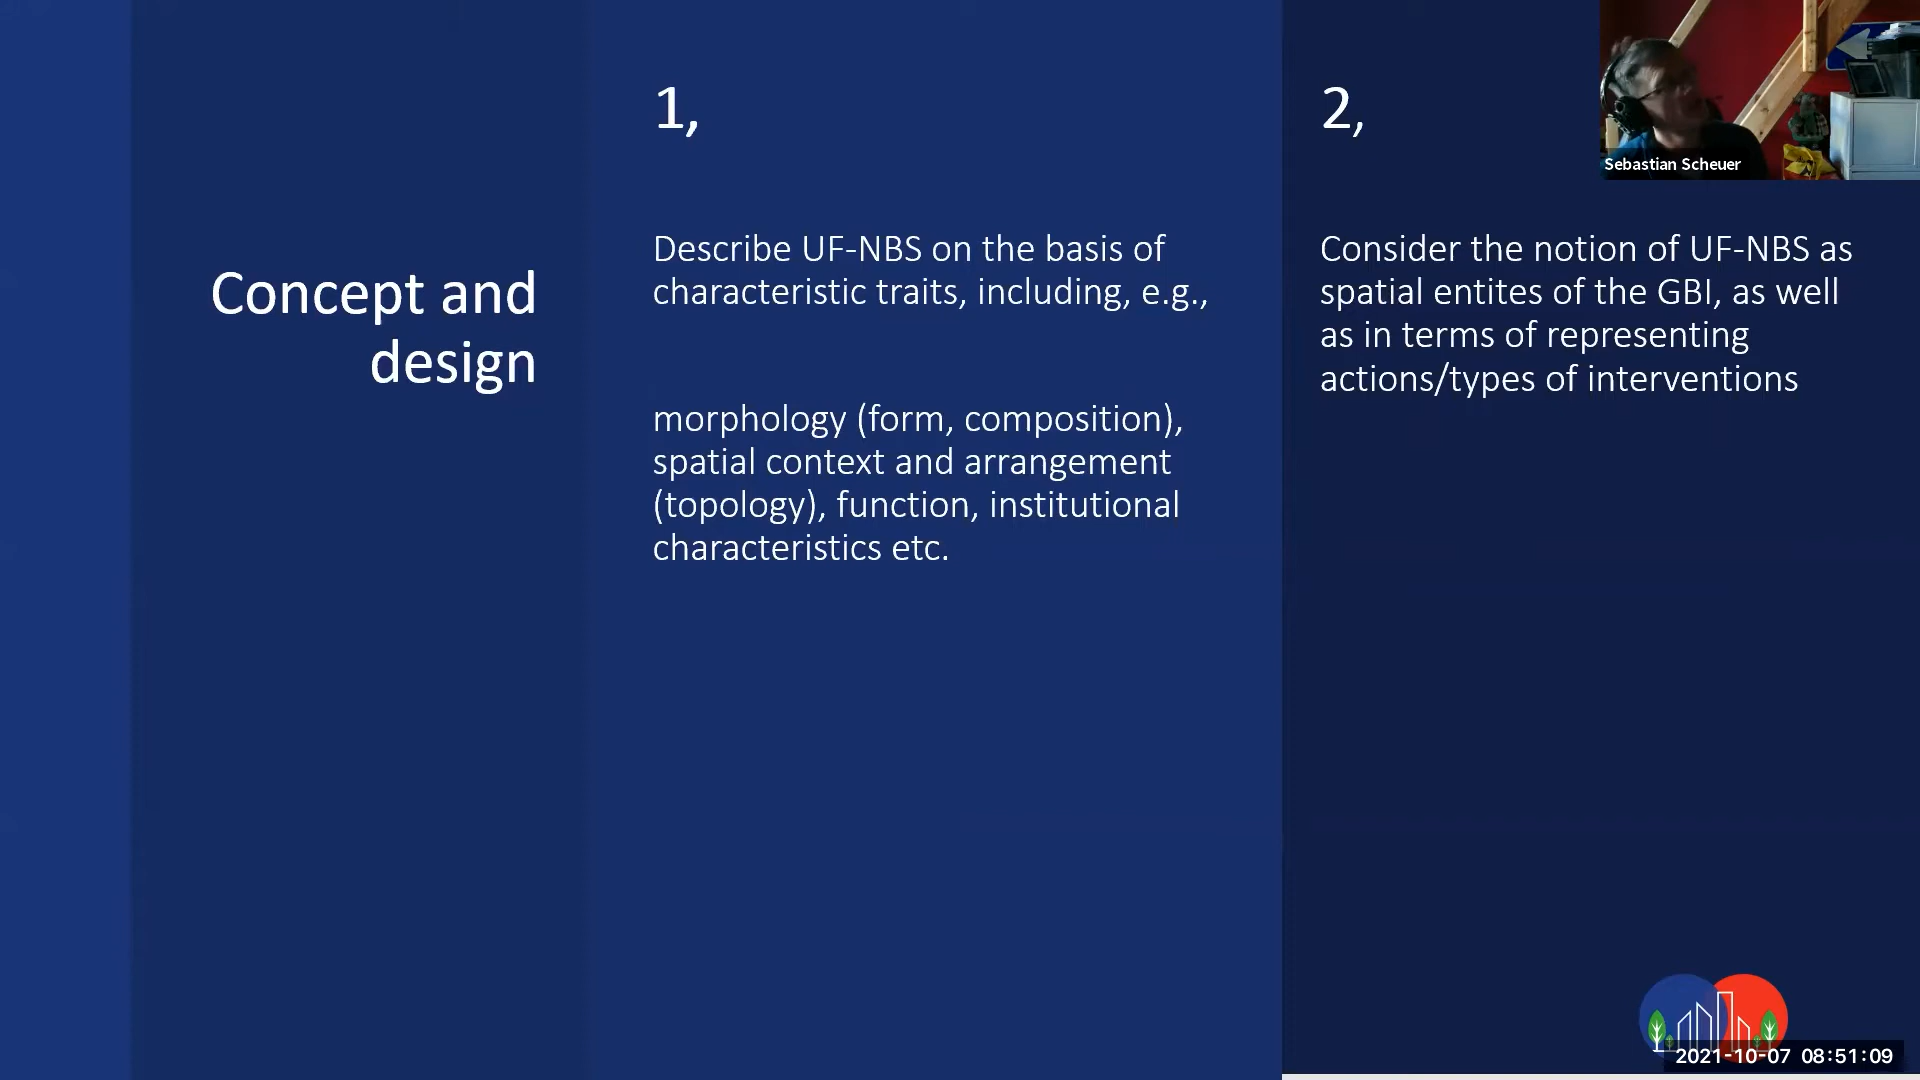 Concept and
design
1,
Describe UF-NBS on the basis of
characteristic traits, including, e.g.,
morphology (form, composition),
spatial context and arrangement
(topology), function, institutional
characteristics etc.
2,
Consider the notion of UF-NBS as
spatial entites of the GBI, as well
as in terms of representing
actions/types of interventions
Sebastian Scheuer
2021-10-07 08:51:09